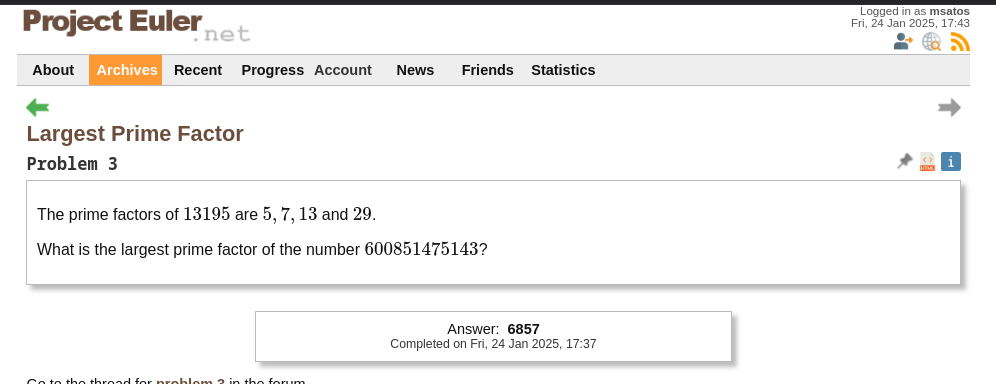 Project Euler
.net
Logged in as msatos
Fri, 24 Jan 2025, 17:43
About Archives Recent Progress Account News Friends Statistics
Largest Prime Factor
Problem 3
HTML
i
The prime factors of 13195 are 5, 7, 13 and 29.
What is the largest prime factor of the number 600851475143?
Answer: 6857
Completed on Fri, 24 Jan 2025, 17:37
Go to the thread for problem 3 in the forum.